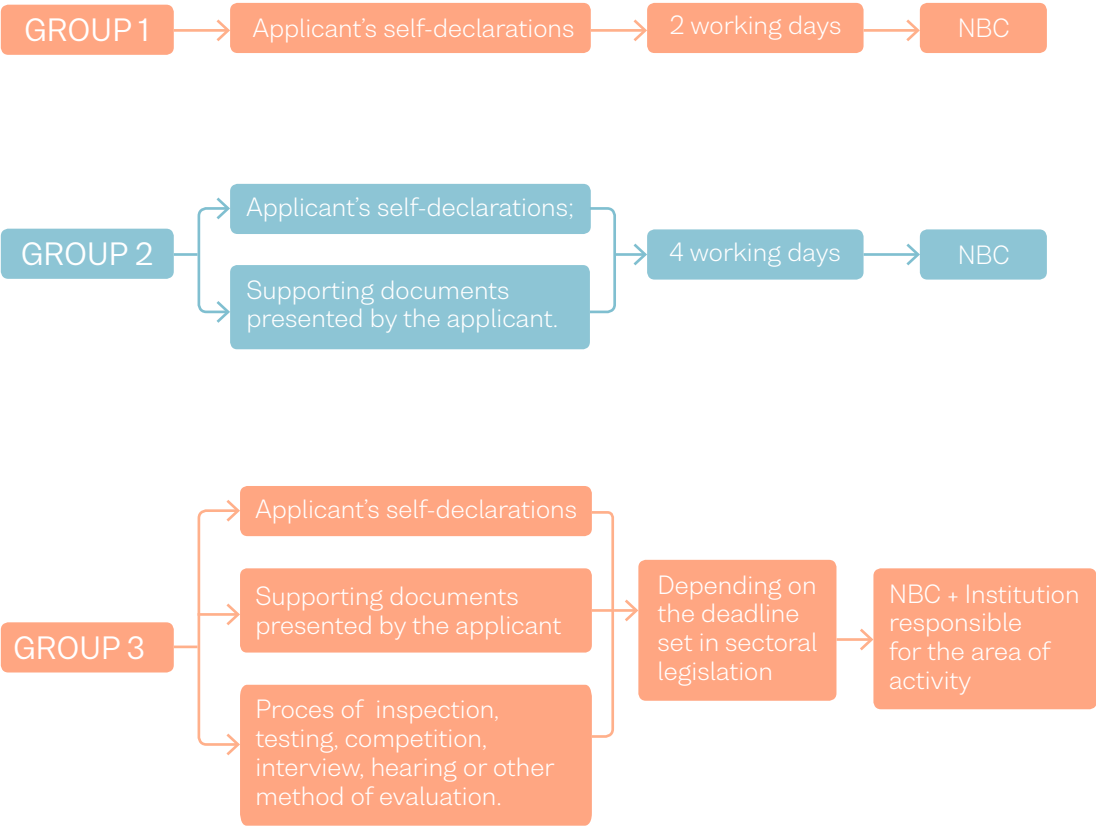 GROUP 1
Applicant's self-declarations
2 working days
NBC
GROUP 2
Applicant's self-declarations;
Supporting documents
presented by the applicant.
4 working days
NBC
GROUP 3
Applicant's self-declarations
Supporting documents
presented by the applicant
Proces of inspection,
testing, competition,
interview, hearing or other
method of evaluation.
Depending on
the deadline
set in sectoral
legislation
NBC + Institution
responsible
for the area of
activity